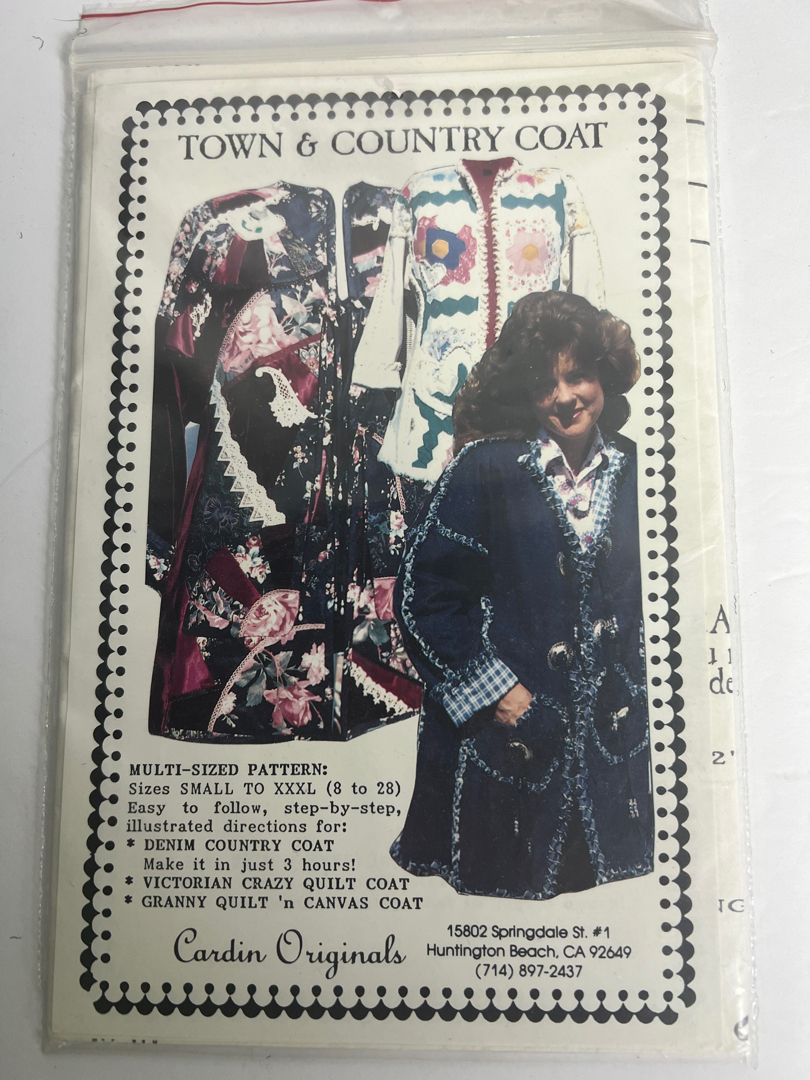 TOWN & COUNTRY COAT
MULTI-SIZED PATTERN:
Sizes SMALL TO XXXL (8 to 28)
Easy to follow, step-by-step,
illustrated directions for:
* DENIM COUNTRY COAT
Make it in just 3 hours!
* VICTORIAN CRAZY QUILT COAT
* GRANNY QUILT 'n CANVAS COAT
Cardin Originals
15802 Springdale St. #1
Huntington Beach, CA 92649
(714) 897-2437
A
de
2'